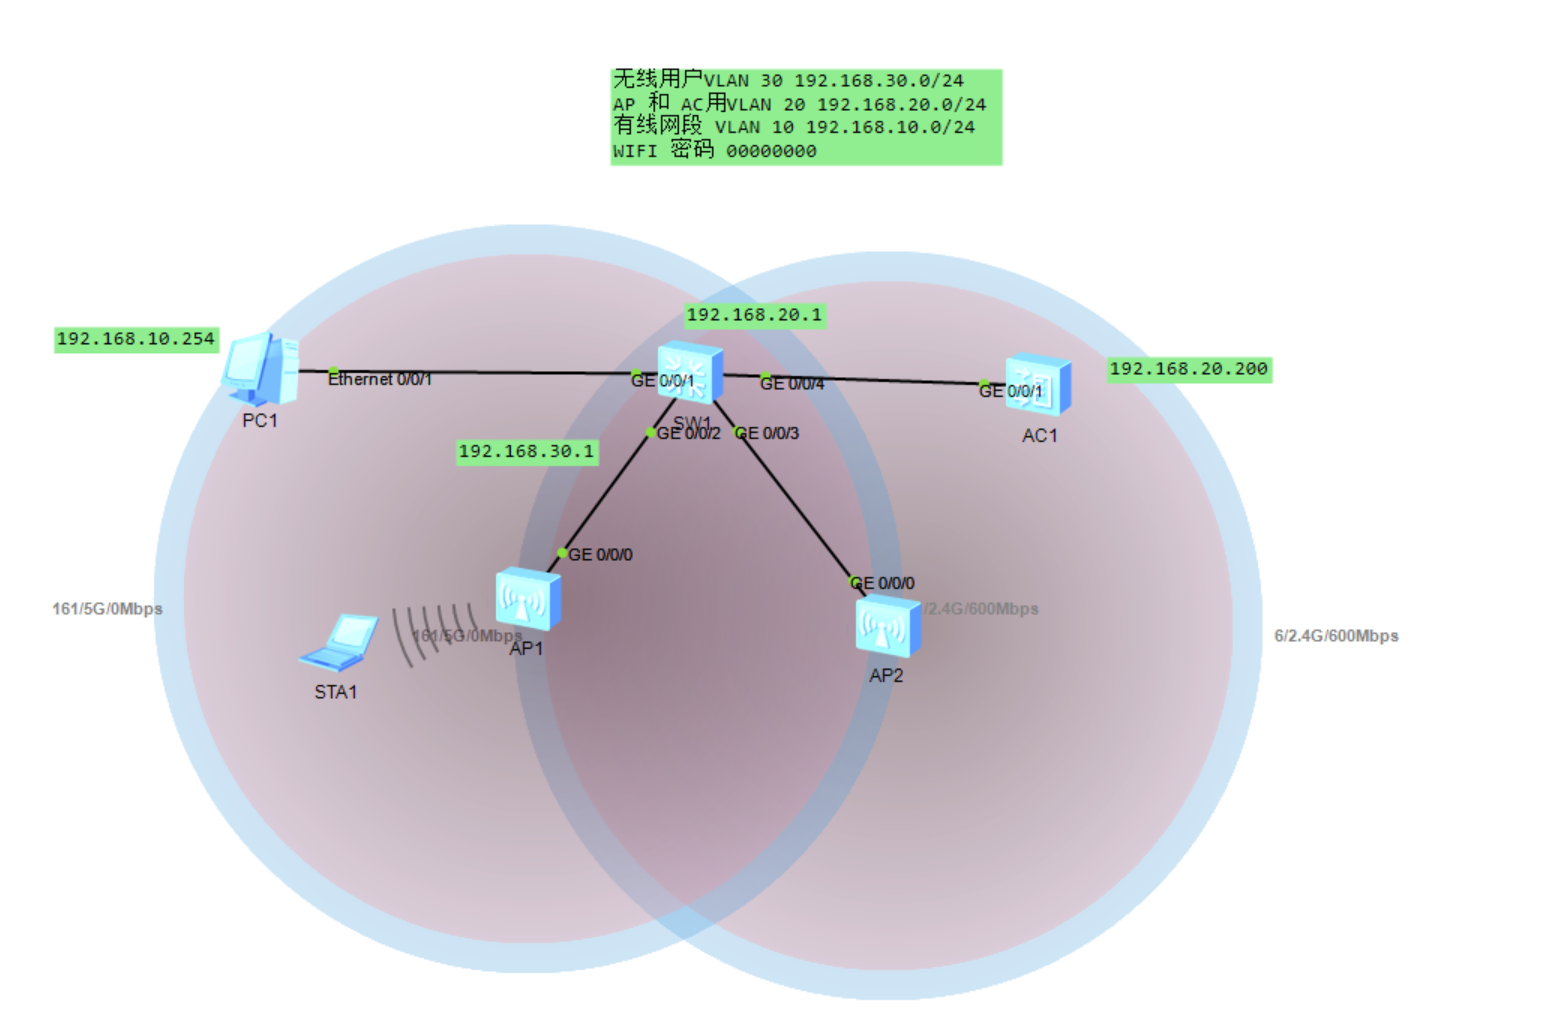 无线用户VLAN 30 192.168.30.0/24
AP 和 AC用VLAN 20 192.168.20.0/24
有线网段 VLAN 10 192.168.10.0/24
WIFI 密码 00000000
192.168.20.1
192.168.10.254
192.168.20.200
Ethernet 0/0/1
GE 0/0/1
GE 0/0/4
GE 0/0/1
PC1
SW1
AC1
GE 0/0/2
GE 0/0/3
192.168.30.1
GE 0/0/0
GE 0/0/0
161/5G/0Mbps
/2.4G/600Mbps
161/5G/0Mbps
6/2.4G/600Mbps
AP1
AP2
STA1